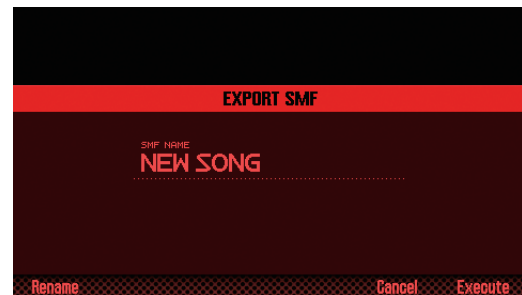 EXPORT SMF
SMF NAME
NEW SONG
Rename Cancel Execute